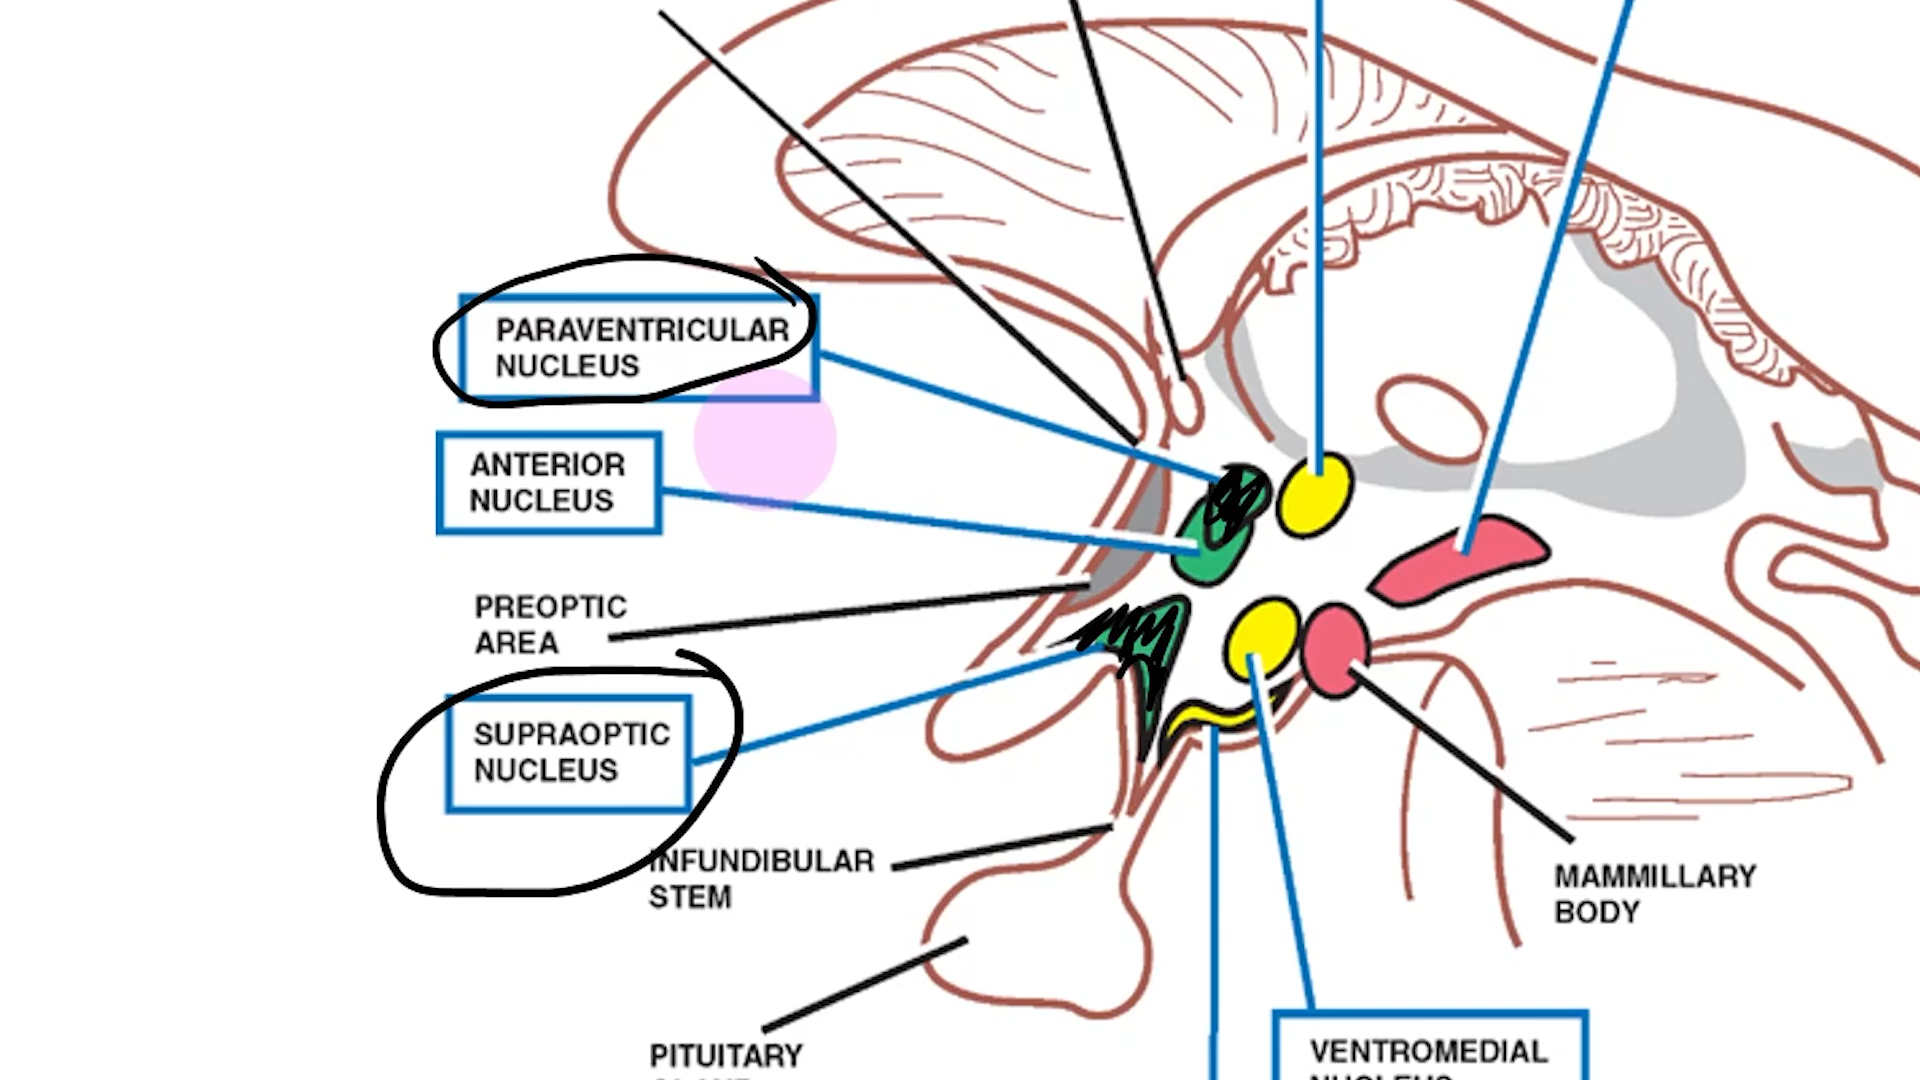 PARAVENTRICULAR
NUCLEUS
ANTERIOR
NUCLEUS
PREOPTIC
AREA
SUPRAOPTIC
NUCLEUS
INFUNDIBULAR
STEM
MAMMILLARY
BODY
PITUITARY
VENTROMEDIAL